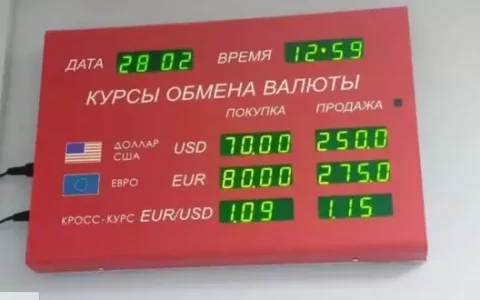 ДАТА 28 02 ВРЕМЯ 12:59
КУРСЫ ОБМЕНА ВАЛЮТЫ
ПОКУПКА ПРОДАЖА
ДОЛЛАР США USD 70.00 250.0
ЕВРО EUR 80.00 275.0
КРОСС-КУРС EUR/USD 1.09 1.15